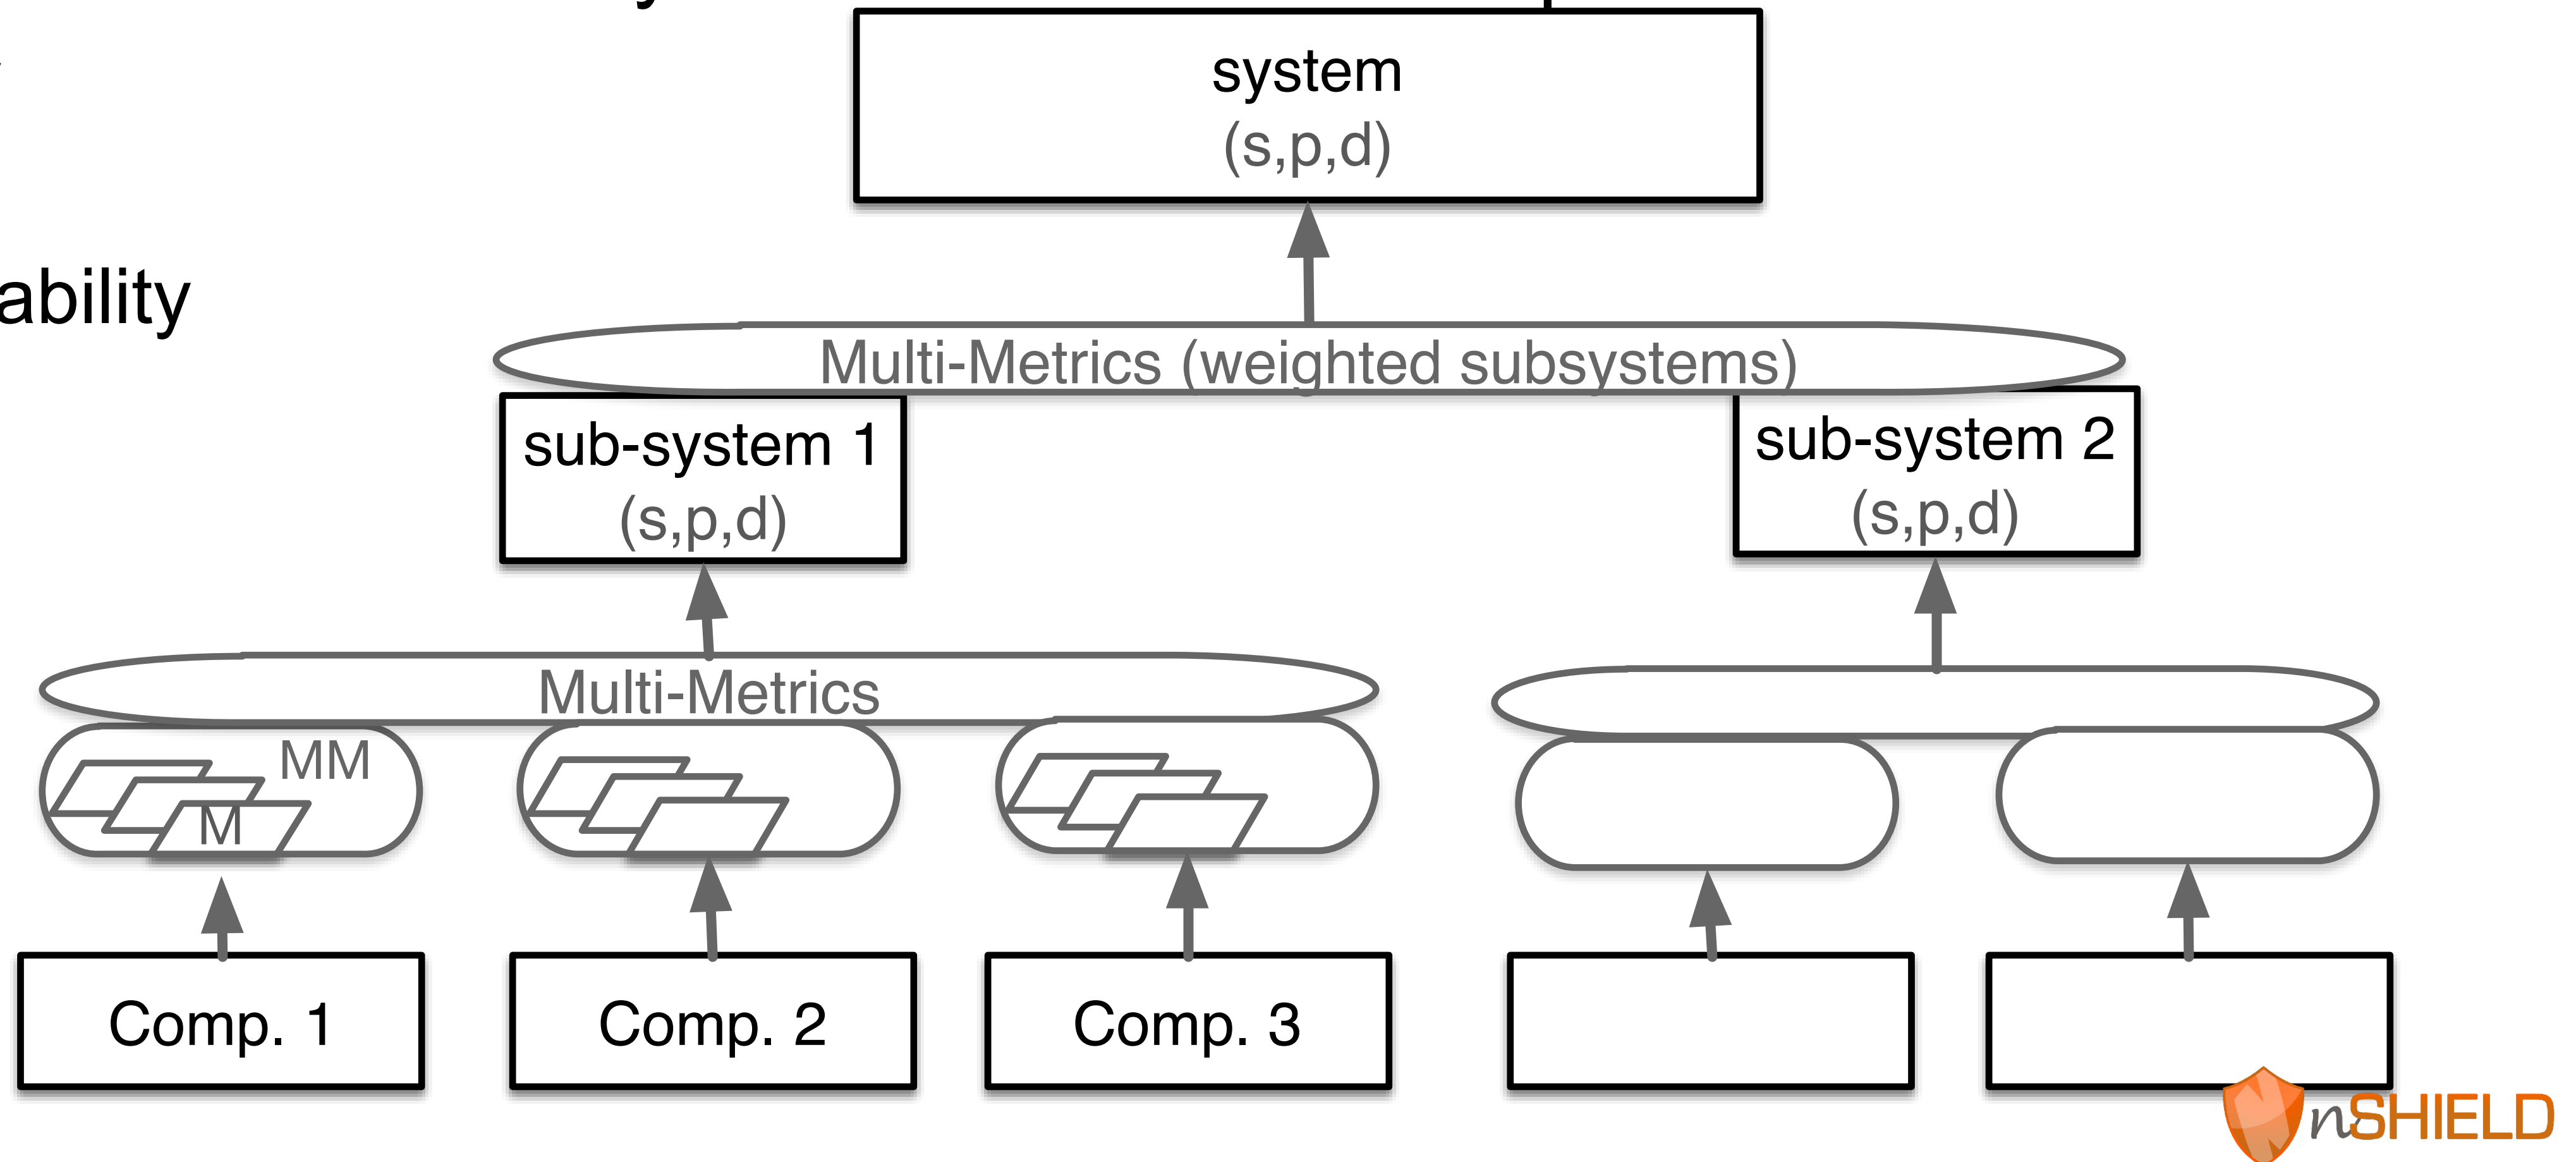 system
(s,p,d)
ability
Multi-Metrics (weighted subsystems)
sub-system 1
(s,p,d)
sub-system 2
(s,p,d)
Multi-Metrics
MM
M
Comp. 1
Comp. 2
Comp. 3
nSHIELD